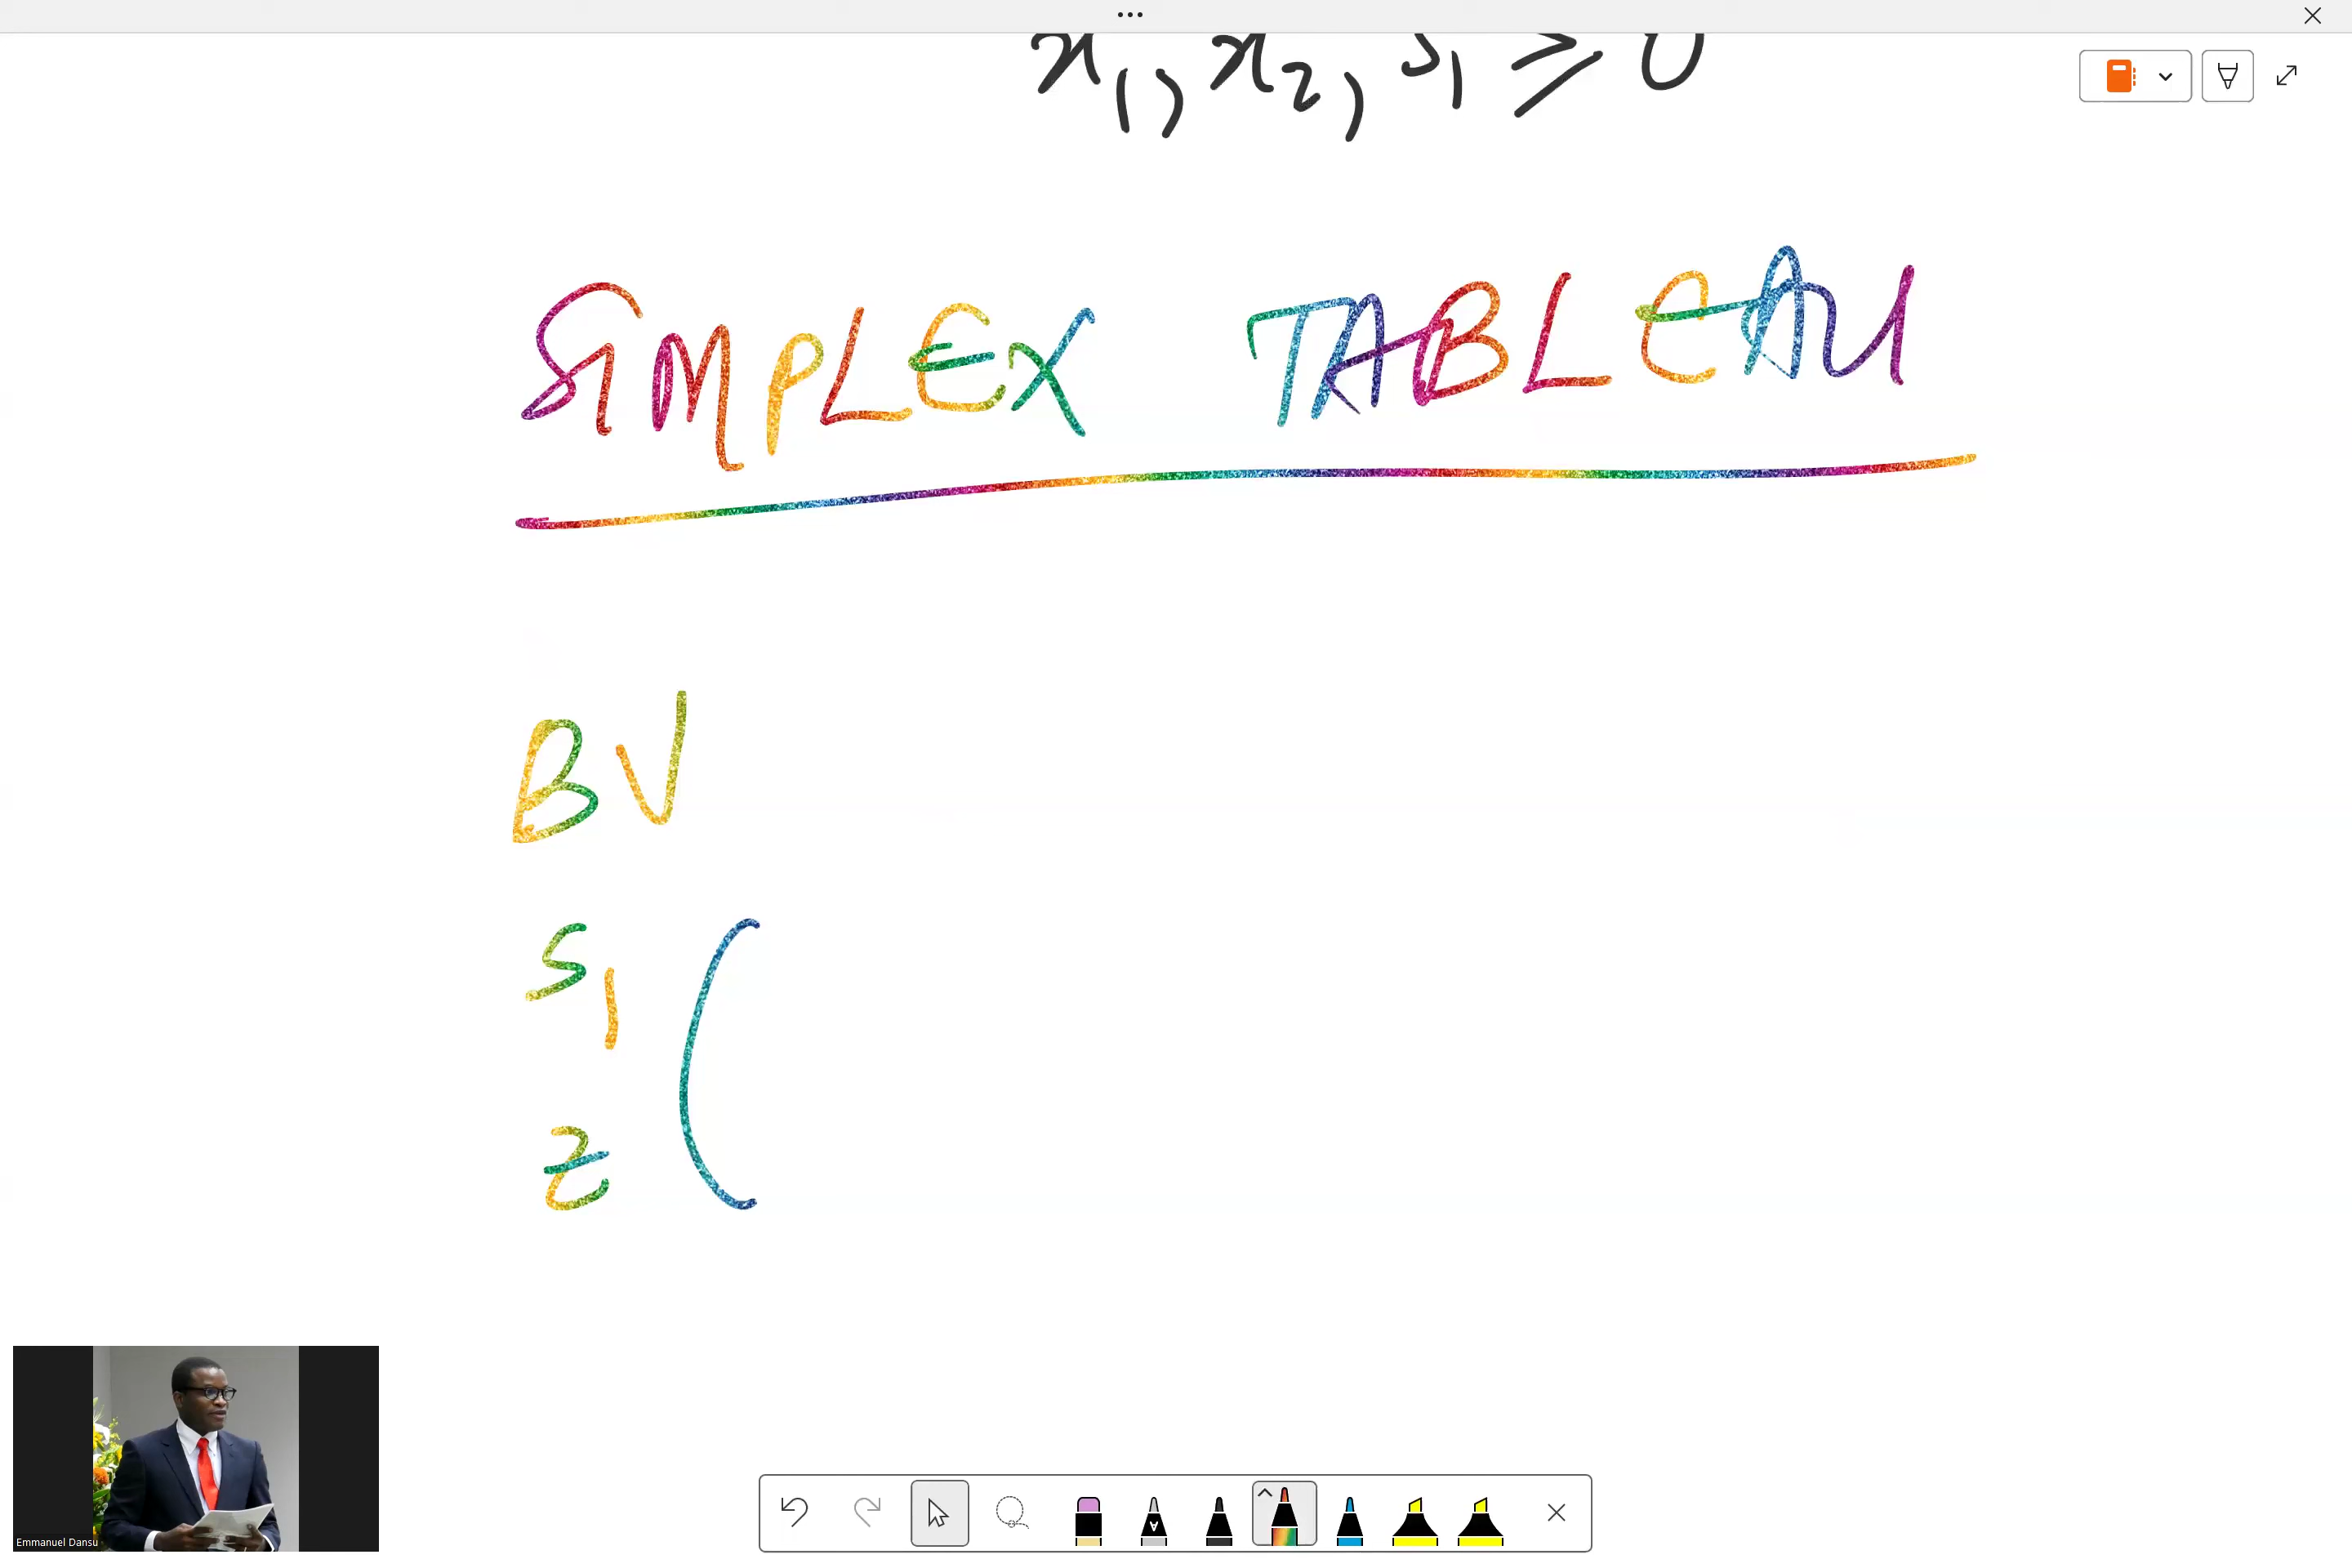 x₁, x₂, s₁ ≥ 0
SIMPLEX TABLEAU
BV
s₁ (
z
Emmanuel Dansu